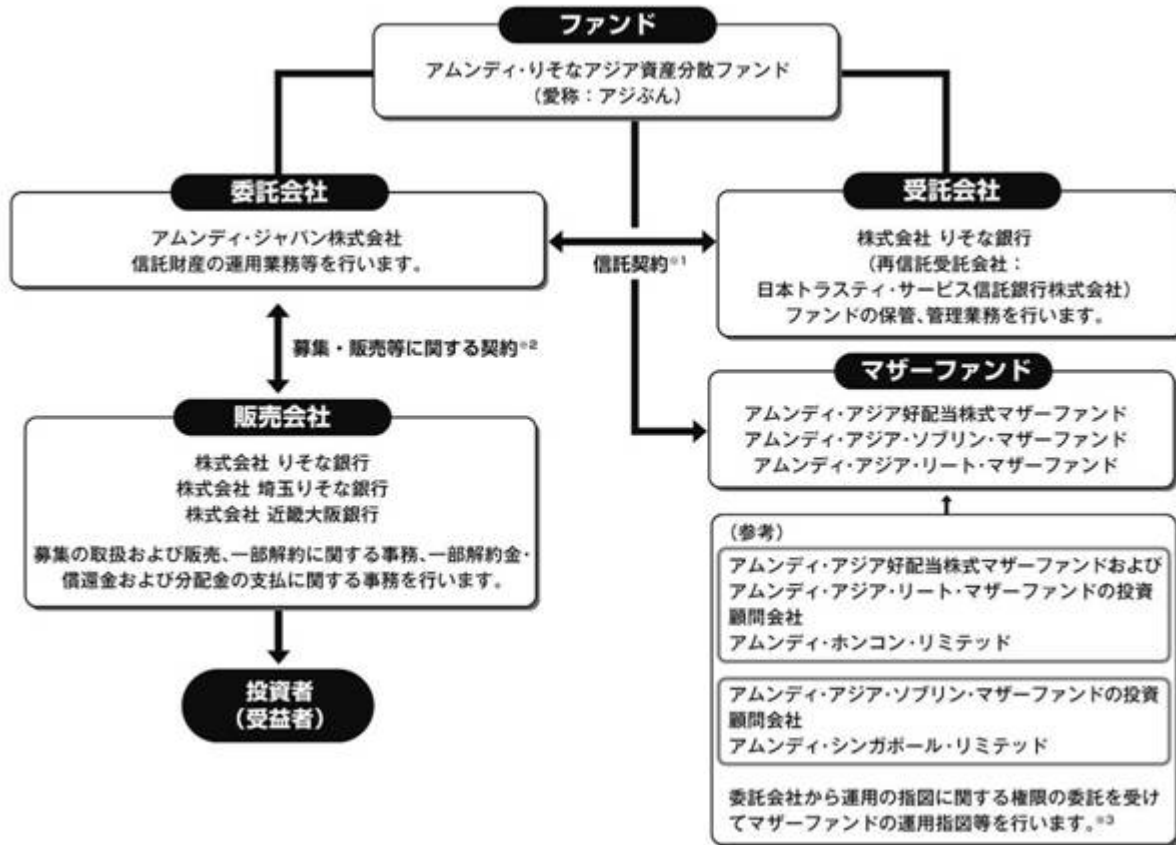 ファンド
アムンディ・りそなアジア資産分散ファンド
(愛称：アジぶん)
委託会社
アムンディ・ジャパン株式会社
信託財産の運用業務等を行います。
信託契約※1
受託会社
株式会社 りそな銀行
(再信託受託会社：
日本トラスティ・サービス信託銀行株式会社)
ファンドの保管、管理業務を行います。
募集・販売等に関する契約※2
販売会社
株式会社 りそな銀行
株式会社 埼玉りそな銀行
株式会社 近畿大阪銀行
募集の取扱および販売、一部解約に関する事務、一部解約金・
償還金および分配金の支払に関する事務を行います。
投資者
(受益者)
マザーファンド
アムンディ・アジア好配当株式マザーファンド
アムンディ・アジア・ソブリン・マザーファンド
アムンディ・アジア・リート・マザーファンド
(参考)
アムンディ・アジア好配当株式マザーファンドおよび
アムンディ・アジア・リート・マザーファンドの投資
顧問会社
アムンディ・ホンコン・リミテッド
アムンディ・アジア・ソブリン・マザーファンドの投資
顧問会社
アムンディ・シンガポール・リミテッド
委託会社から運用の指図に関する権限の委託を受け
てマザーファンドの運用指図等を行います。※3